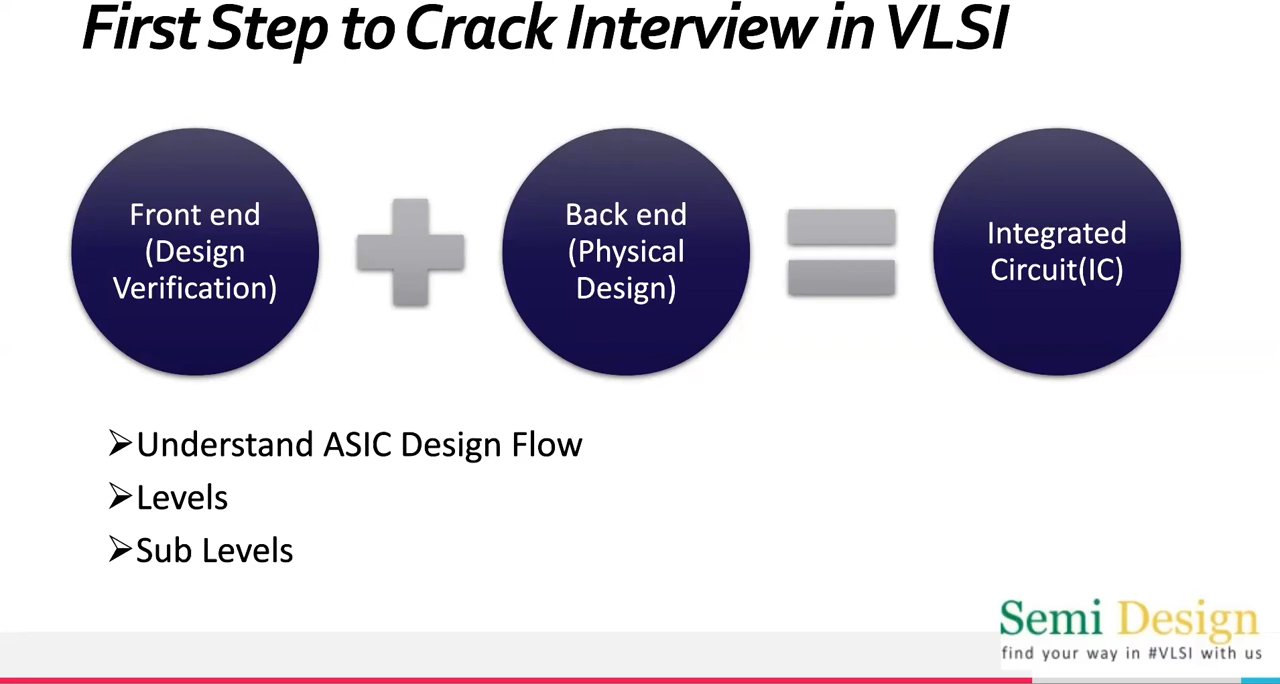 First Step to Crack Interview in VLSI
Front end
(Design
Verification)
Back end
(Physical
Design)
Integrated
Circuit(IC)
Understand ASIC Design Flow
Levels
Sub Levels
Semi Design
find your way in #VLSI with us